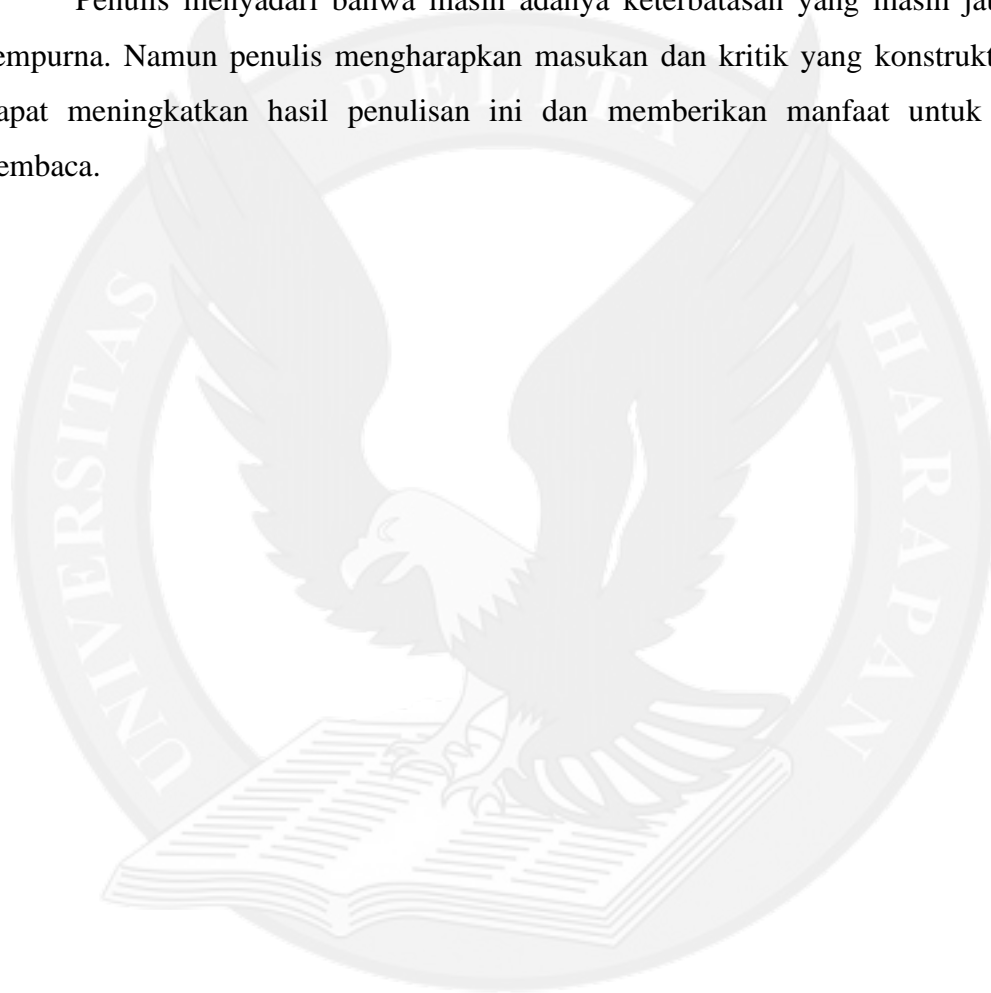 Penulis menyadari bahwa masih adanya keterbatasan yang masih
empurna. Namun penulis mengharapkan masukan dan kritik yang konstrukt
apat meningkatkan hasil penulisan ini dan memberikan manfaat untuk
embaca.
PELITA
UNIVERSITAS
HARAPAN